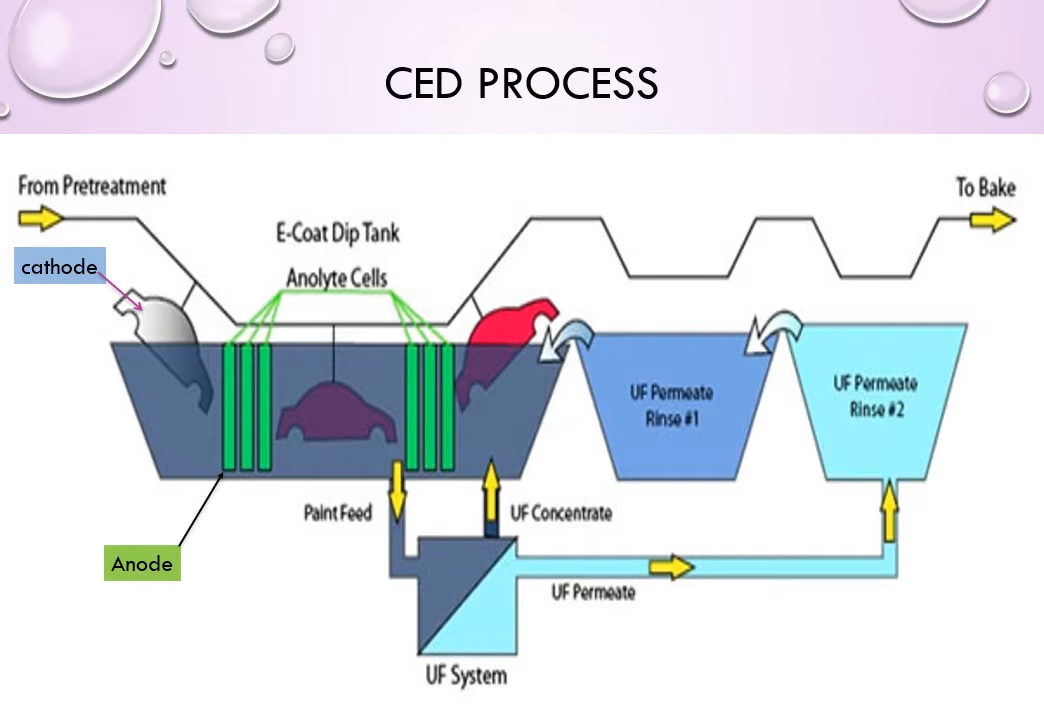 CED PROCESS
From Pretreatment
To Bake
E-Coat Dip Tank
cathode
Anolyte Cells
UF Permeate
Rinse #1
UF Permeate
Rinse #2
Paint Feed
UF Concentrate
Anode
UF Permeate
UF System